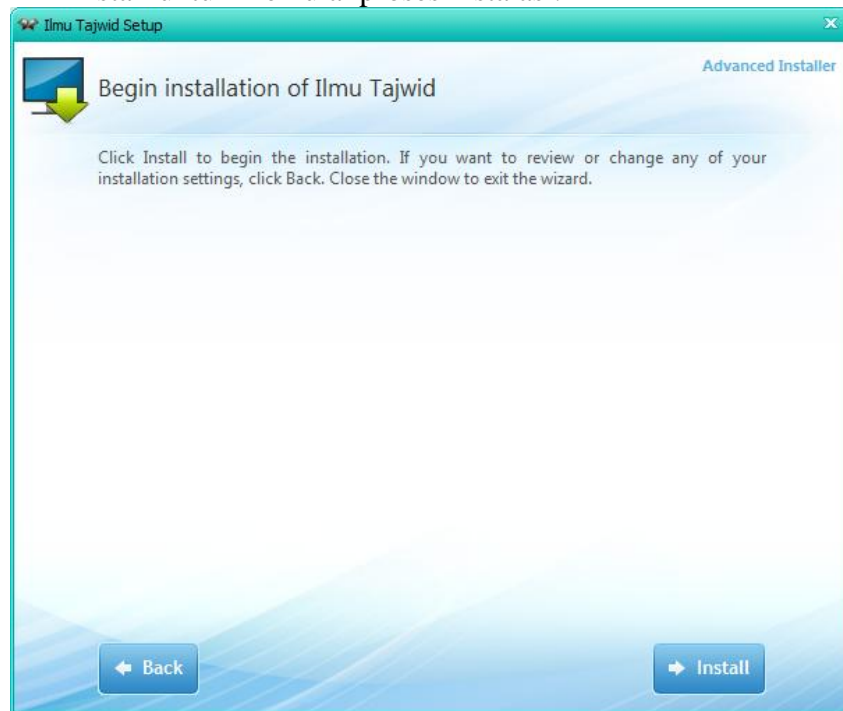 Ilmu Tajwid Setup
Advanced Installer
Begin installation of Ilmu Tajwid
Click Install to begin the installation. If you want to review or change any of your
installation settings, click Back. Close the window to exit the wizard.
Back
Install